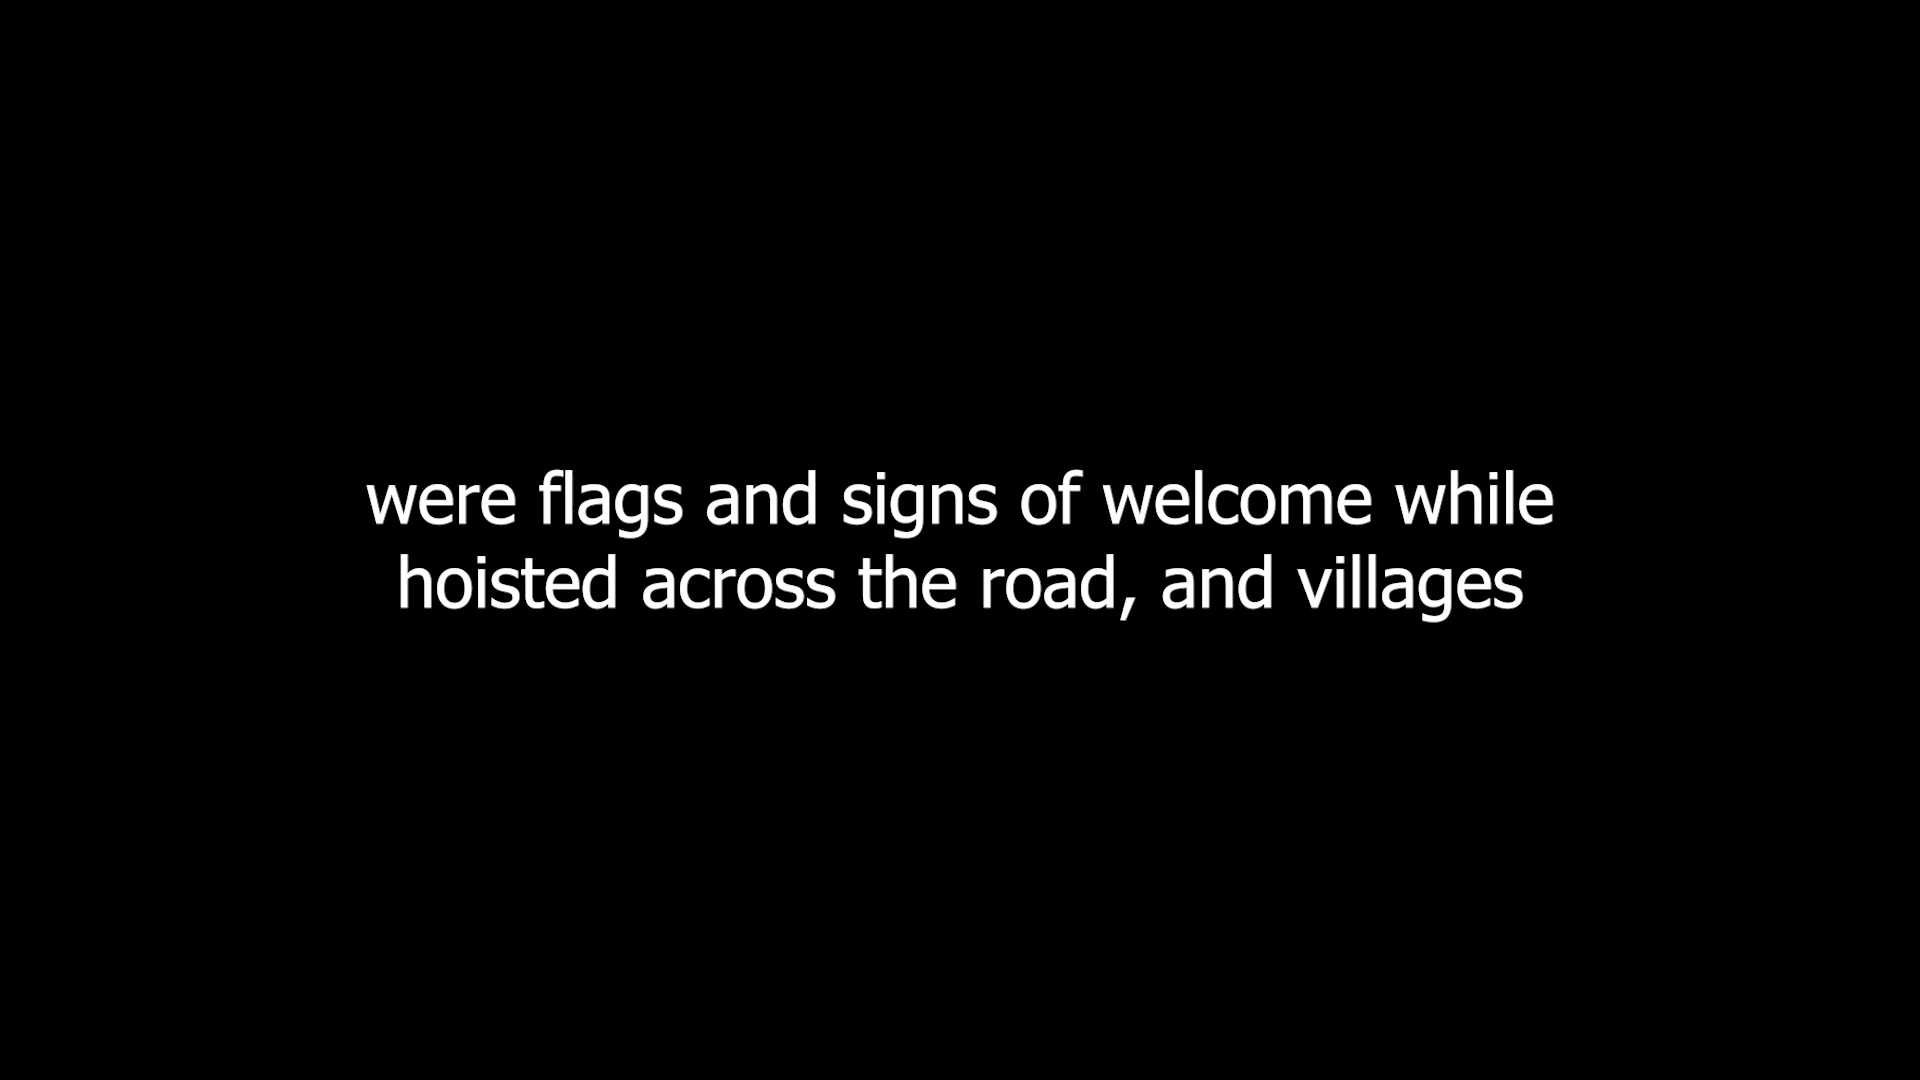 were flags and signs of welcome while
hoisted across the road, and villages